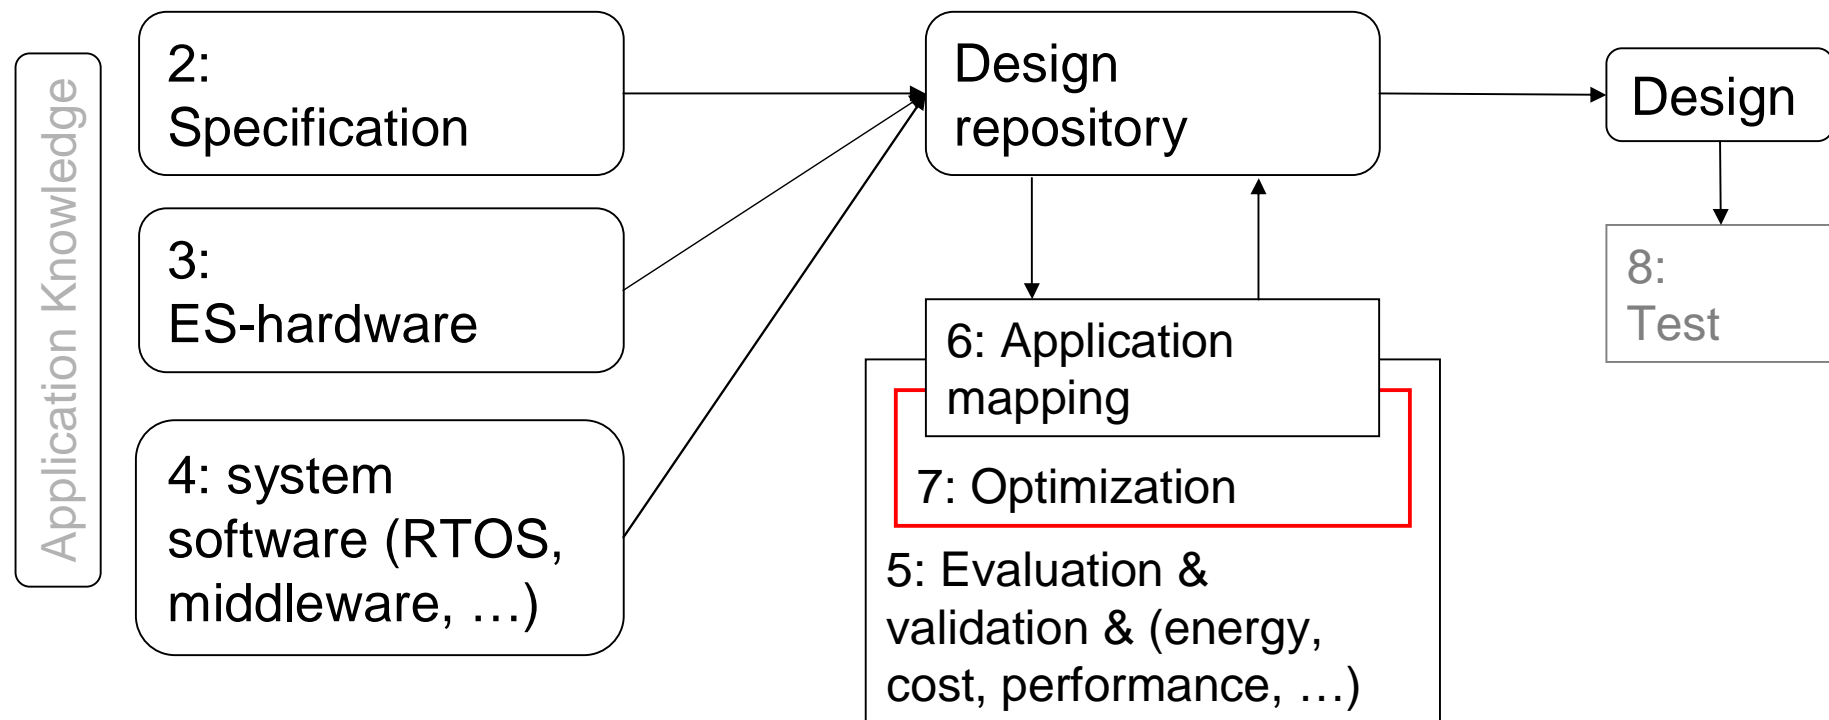 Application Knowledge
2:
Specification
3:
ES-hardware
4: system
software (RTOS,
middleware, …)
Design
repository
6: Application
mapping
7: Optimization
5: Evaluation &
validation & (energy,
cost, performance, …)
Design
8:
Test